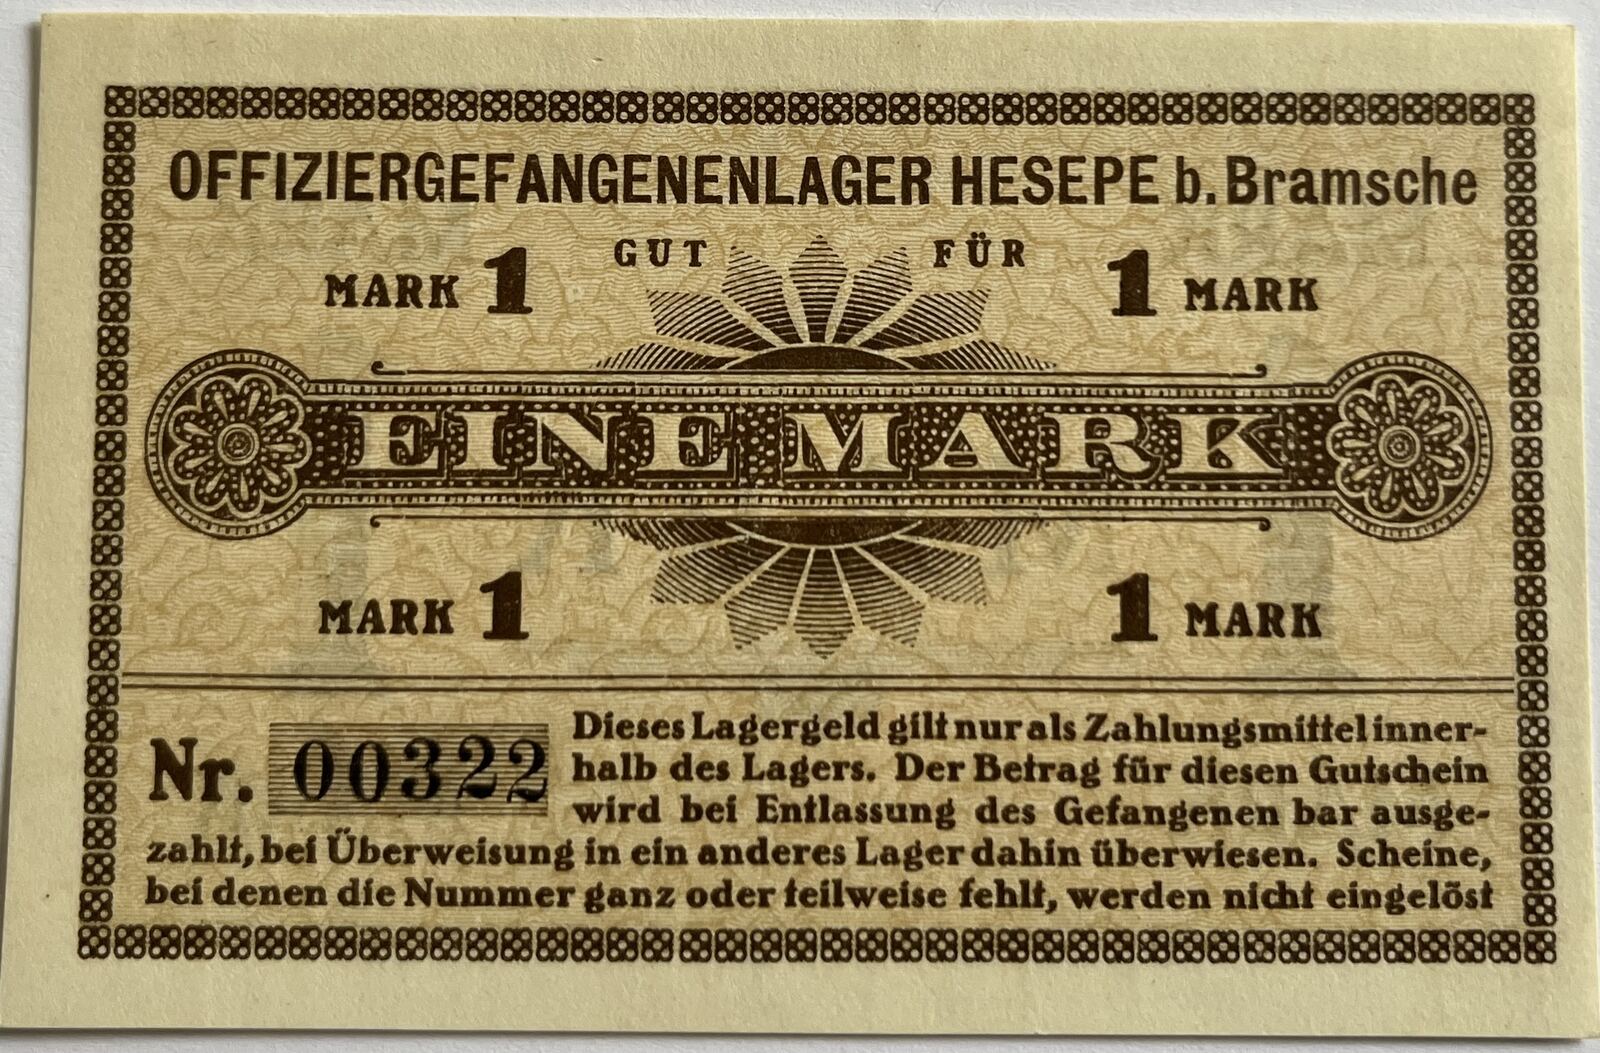 OFFIZIERGEFANGENENLAGER HESEPE b. Bramsche
GUT FÜR
MARK 1 1 MARK
EINE MARK
MARK 1 1 MARK
Nr. 00322
Dieses Lagergeld gilt nur als Zahlungsmittel inner-
halb des Lagers. Der Betrag für diesen Gutschein
wird bei Entlassung des Gefangenen bar ausge-
zahlt, bei Überweisung in ein anderes Lager dahin überwiesen. Scheine,
bei denen die Nummer ganz oder teilweise fehlt, werden nicht eingelöst